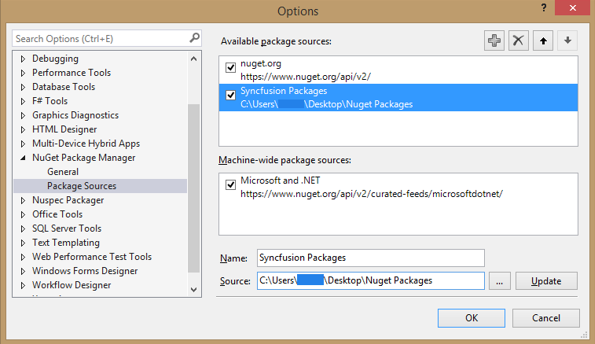 Options
?
Search Options (Ctrl+E)
Debugging
Performance Tools
Database Tools
F# Tools
Graphics Diagnostics
HTML Designer
Multi-Device Hybrid Apps
NuGet Package Manager
General
Package Sources
Nuspec Packager
Office Tools
SQL Server Tools
Text Templating
Web Performance Test Tools
Windows Forms Designer
Workflow Designer
Available package sources:
nuget.org
https://www.nuget.org/api/v2/
Syncfusion Packages
C:\Users\ \Desktop\Nuget Packages
Machine-wide package sources:
Microsoft and .NET
https://www.nuget.org/api/v2/curated-feeds/microsoftdotnet/
Name: Syncfusion Packages
Source: C:\Users\ \Desktop\Nuget Packages ... Update
OK Cancel